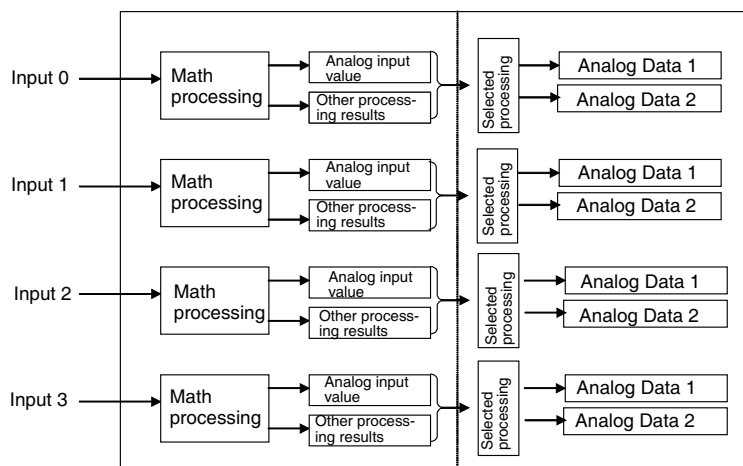 Input 0
Math
processing
Analog input
value
Other process-
ing results
Selected
processing
Analog Data 1
Analog Data 2
Input 1
Math
processing
Analog input
value
Other process-
ing results
Selected
processing
Analog Data 1
Analog Data 2
Input 2
Math
processing
Analog input
value
Other process-
ing results
Selected
processing
Analog Data 1
Analog Data 2
Input 3
Math
processing
Analog input
value
Other process-
ing results
Selected
processing
Analog Data 1
Analog Data 2